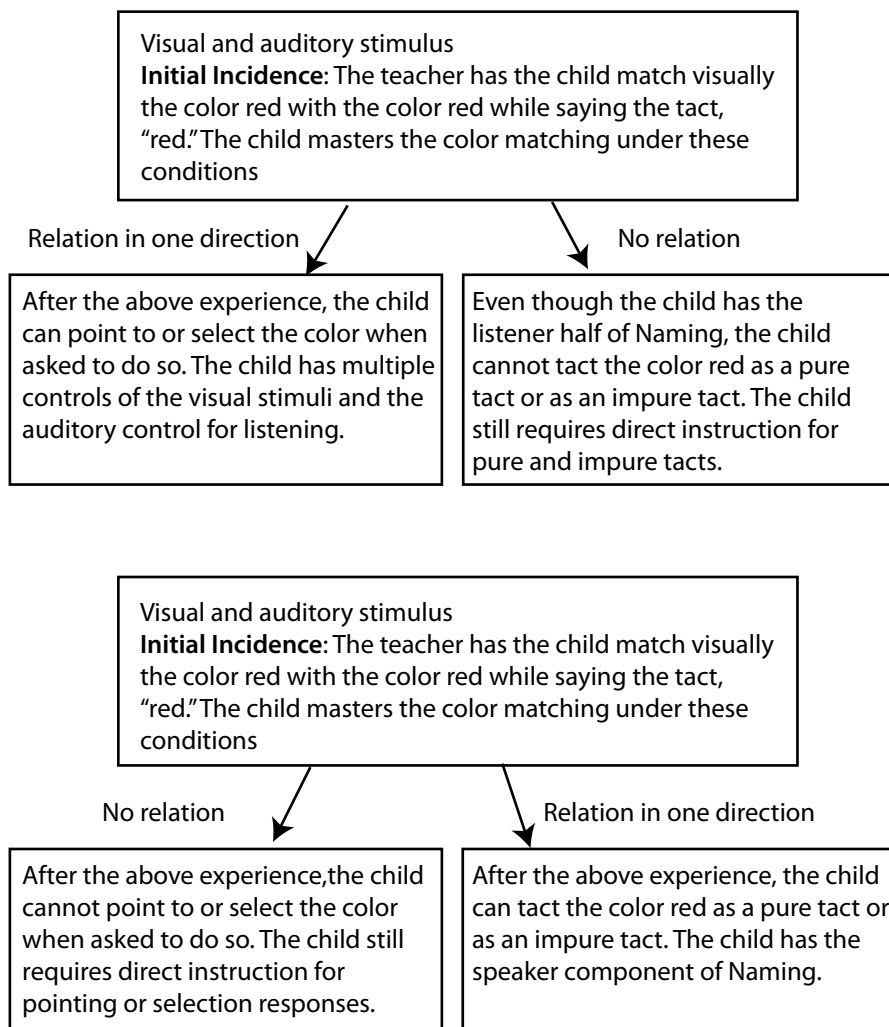 Visual and auditory stimulus
Initial Incidence: The teacher has the child match visually
the color red with the color red while saying the tact,
“red.” The child masters the color matching under these
conditions
Relation in one direction
No relation
After the above experience, the child
can point to or select the color when
asked to do so. The child has multiple
controls of the visual stimuli and the
auditory control for listening.
Even though the child has the
listener half of Naming, the child
cannot tact the color red as a pure
tact or as an impure tact. The child
still requires direct instruction for
pure and impure tacts.
Visual and auditory stimulus
Initial Incidence: The teacher has the child match visually
the color red with the color red while saying the tact,
“red.” The child masters the color matching under these
conditions
No relation
Relation in one direction
After the above experience,the child
cannot point to or select the color
when asked to do so. The child still
requires direct instruction for
pointing or selection responses.
After the above experience, the child
can tact the color red as a pure tact or
as an impure tact. The child has the
speaker component of Naming.